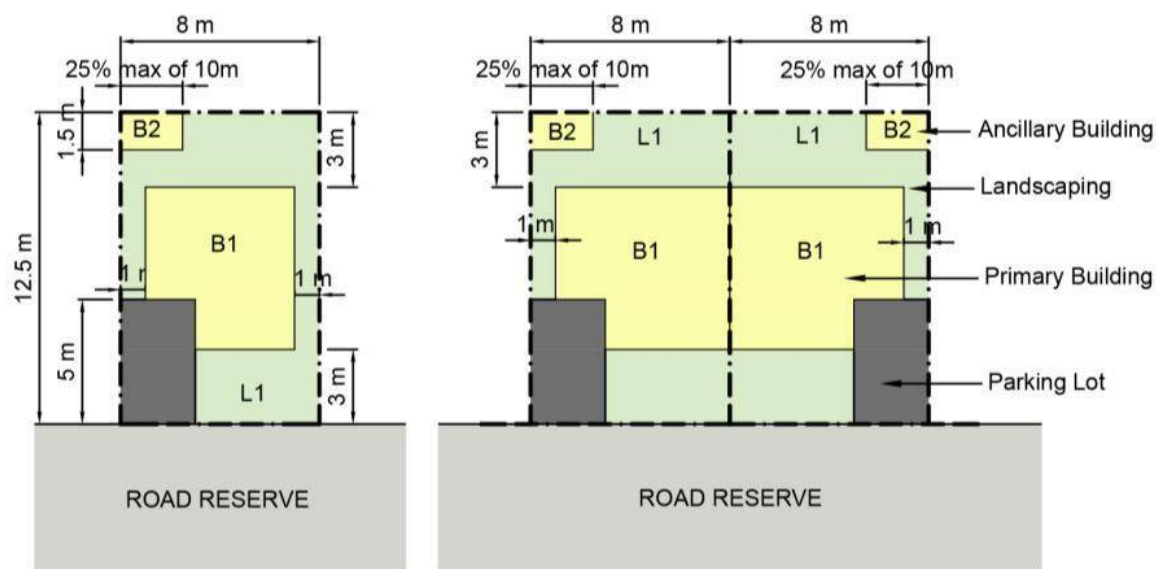 8 m
8 m
8 m
25% max of 10m
25% max of 10m
25% max of 10m
1.5 m
B2
3 m
3 m
B2
L1
L1
B2
Ancillary Building
Landscaping
12.5 m
B1
1 m
B1
B1
1 m
Primary Building
1 m
5 m
L1
3 m
Parking Lot
ROAD RESERVE
ROAD RESERVE